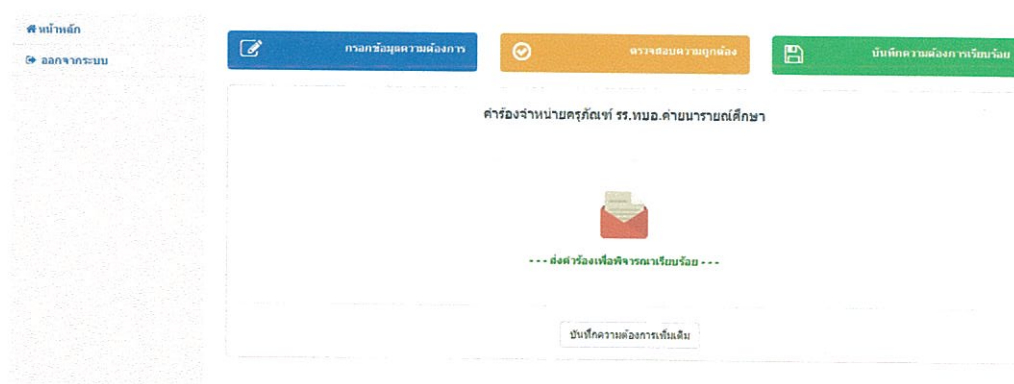 หน้าหลัก
ออกจากระบบ
กรอกข้อมูลความต้องการ
ตรวจสอบความถูกต้อง
บันทึกความต้องการเรียบร้อย
คำร้องจำหน่ายครุภัณฑ์ รร.ทบอ.ค่ายนารายณ์ศึกษา
- - - ส่งคำร้องเพื่อพิจารณาเรียบร้อย - - -
บันทึกความต้องการเพิ่มเติม